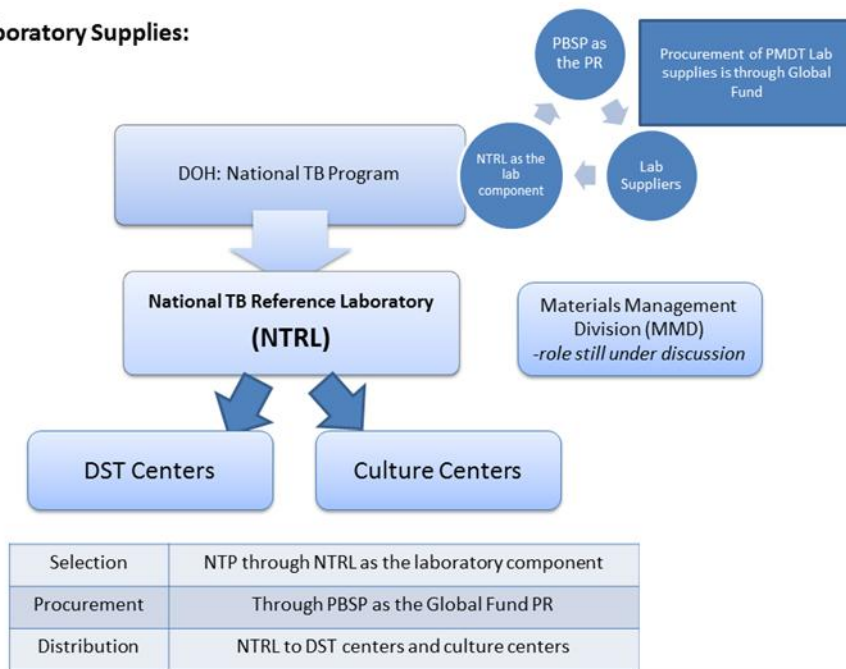 boratory Supplies:
PBSP as
the PR
Procurement of PMDT Lab
supplies is through Global
Fund
DOH: National TB Program
NTRL as the
lab
component
Lab
Suppliers
National TB Reference Laboratory
(NTRL)
Materials Management
Division (MMD)
-role still under discussion
DST Centers
Culture Centers
Selection
NTP through NTRL as the laboratory component
Procurement
Through PBSP as the Global Fund PR
Distribution
NTRL to DST centers and culture centers